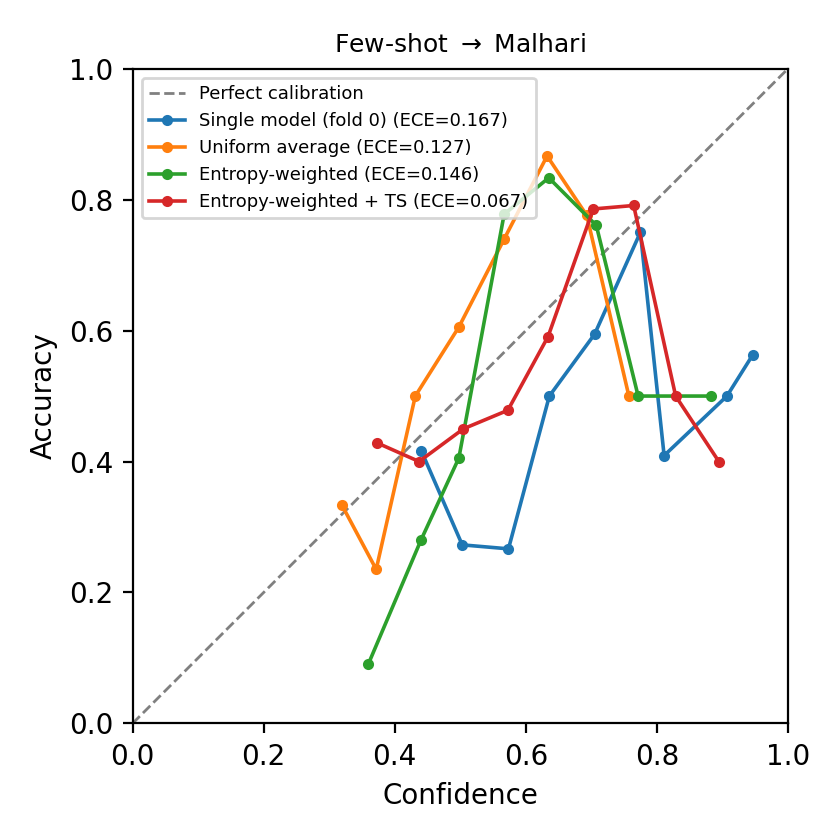 Few-shot → Malhari
1.0
0.8
0.6
0.4
0.2
0.0
Accuracy
Perfect calibration
Single model (fold 0) (ECE=0.167)
Uniform average (ECE=0.127)
Entropy-weighted (ECE=0.146)
Entropy-weighted + TS (ECE=0.067)
0.0 0.2 0.4 0.6 0.8 1.0
Confidence